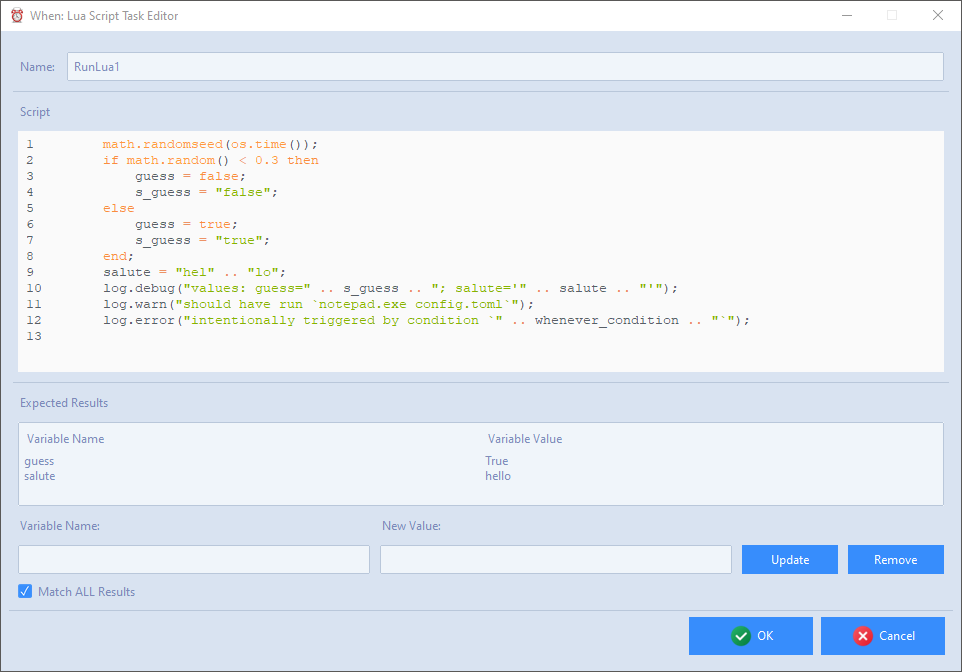 When: Lua Script Task Editor
Name: RunLua1
Script
1 math.randomseed(os.time());
2 if math.random() < 0.3 then
3 guess = false;
4 s_guess = "false";
5 else
6 guess = true;
7 s_guess = "true";
8 end;
9 salute = "hel" .. "lo";
10 log.debug("values: guess=" .. s_guess .. "; salute='" .. salute .. "'");
11 log.warn("should have run `notepad.exe config.toml`");
12 log.error("intentionally triggered by condition `" .. whenever_condition .. "`");
13
Expected Results
Variable Name Variable Value
guess True
salute hello
Variable Name: New Value:
Update Remove
Match ALL Results
OK Cancel